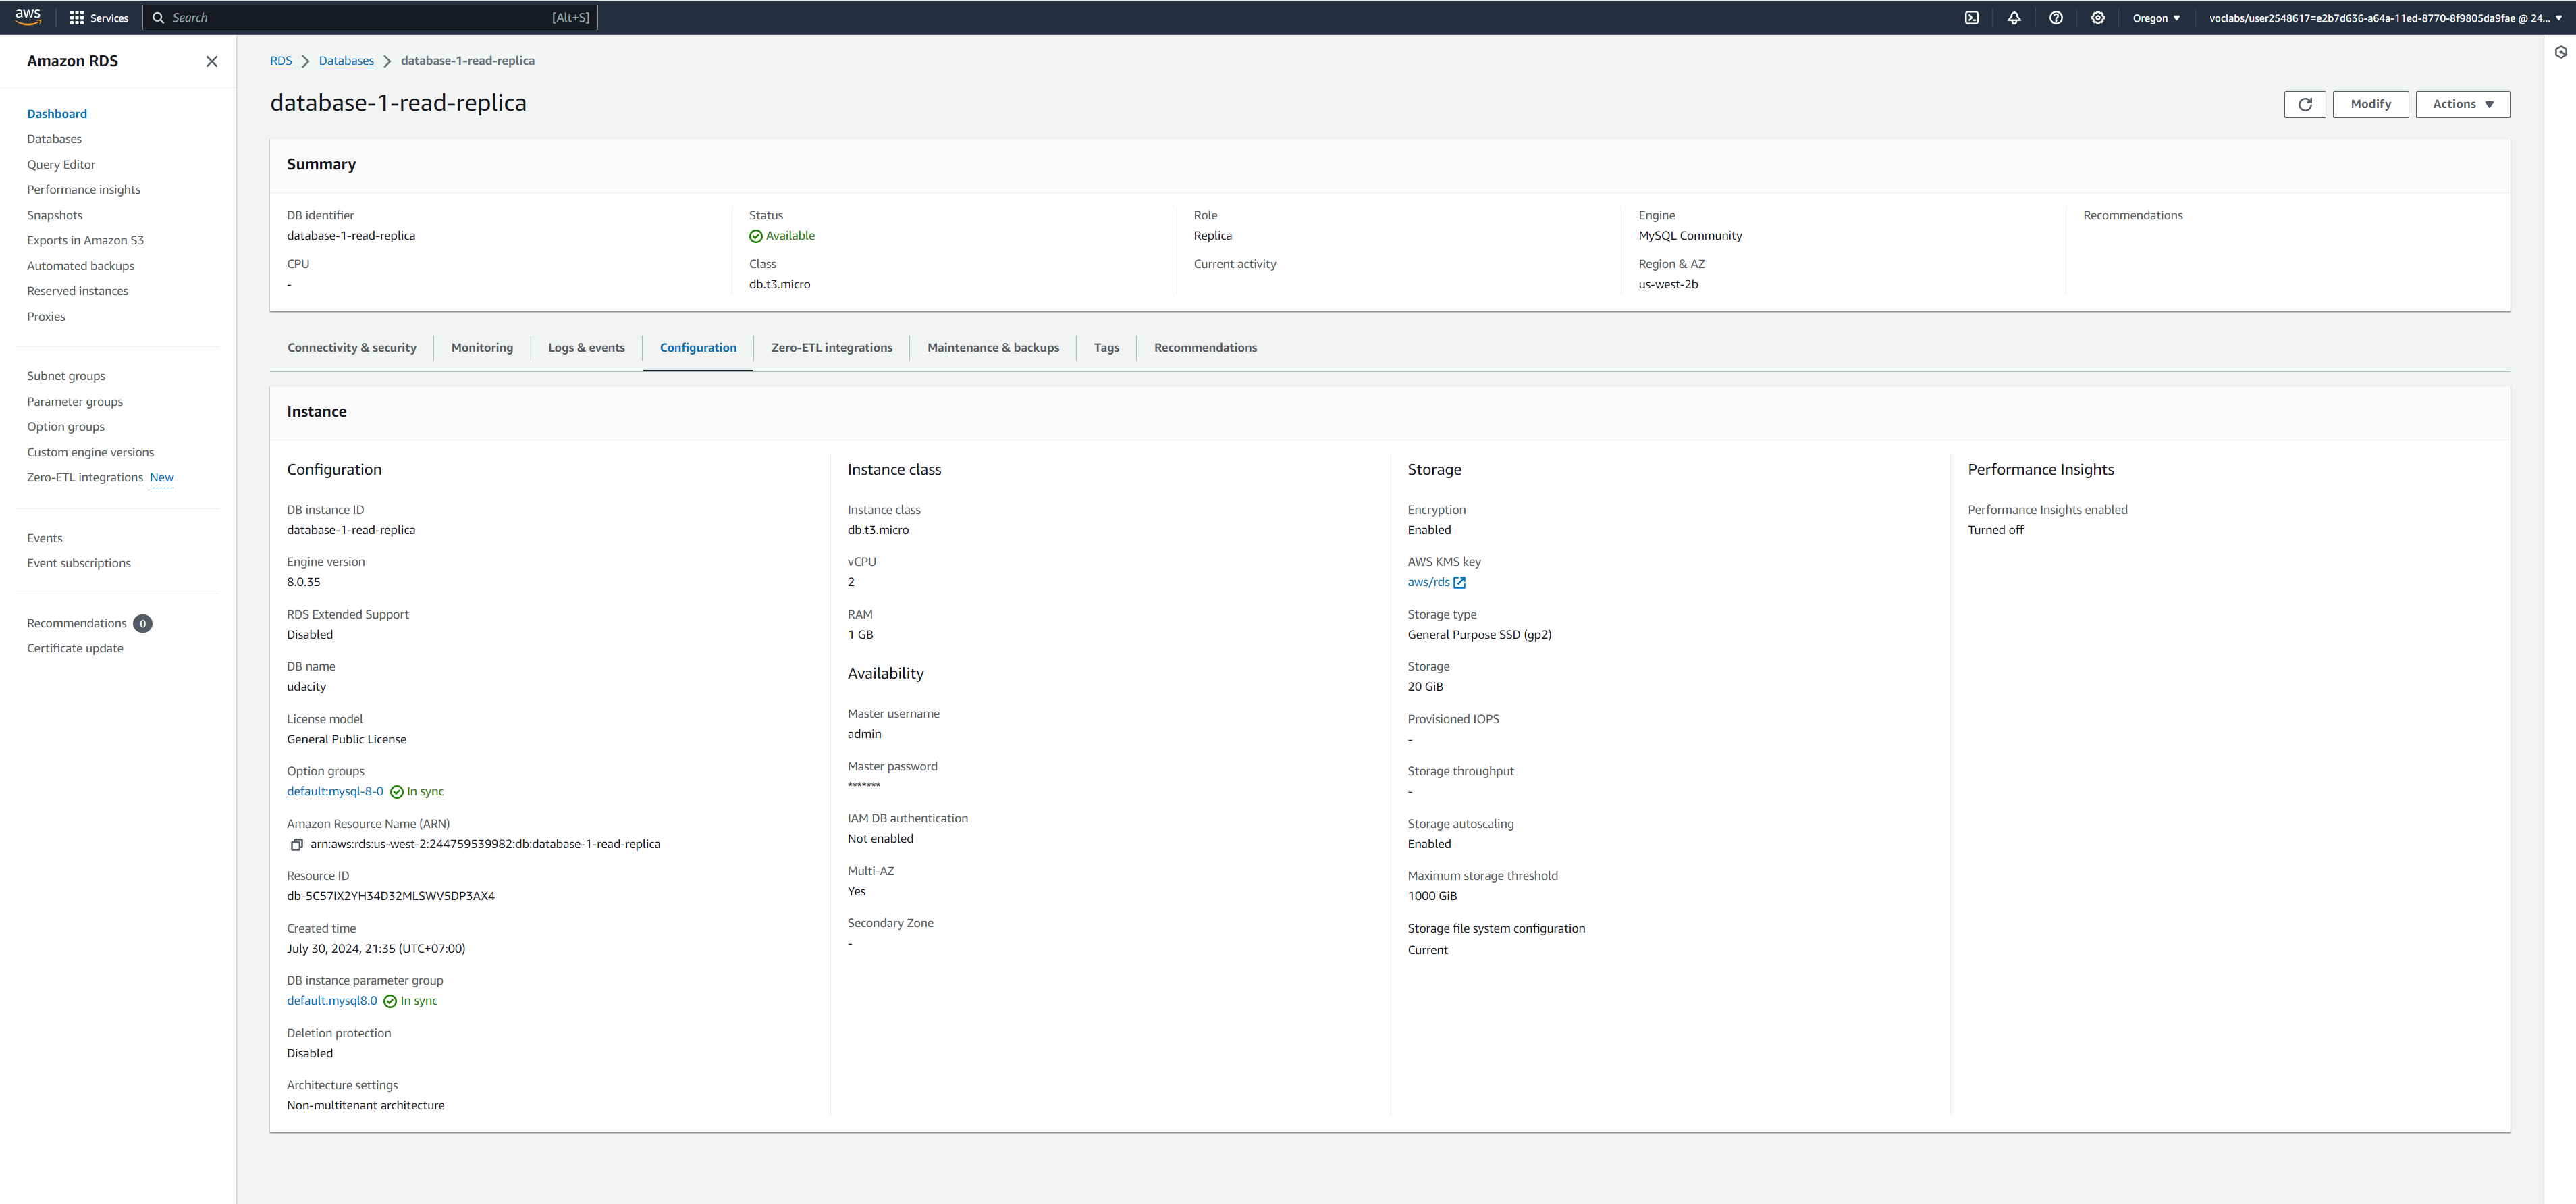 aws
Services
Search
[Alt+S]
Oregon
voclabs/user2548617=e2b7d636-a64a-11ed-8770-8f9805da9fae @ 24...
Amazon RDS
Dashboard
Databases
Query Editor
Performance insights
Snapshots
Exports in Amazon S3
Automated backups
Reserved instances
Proxies
Subnet groups
Parameter groups
Option groups
Custom engine versions
Zero-ETL integrations New
Events
Event subscriptions
Recommendations 0
Certificate update
RDS > Databases > database-1-read-replica
database-1-read-replica
Modify
Actions
Summary
DB identifier
database-1-read-replica
CPU
-
Status
Available
Class
db.t3.micro
Role
Replica
Current activity
Engine
MySQL Community
Region & AZ
us-west-2b
Recommendations
Connectivity & security
Monitoring
Logs & events
Configuration
Zero-ETL integrations
Maintenance & backups
Tags
Recommendations
Instance
Configuration
DB instance ID
database-1-read-replica
Engine version
8.0.35
RDS Extended Support
Disabled
DB name
udacity
License model
General Public License
Option groups
default:mysql-8-0 In sync
Amazon Resource Name (ARN)
arn:aws:rds:us-west-2:244759539982:db:database-1-read-replica
Resource ID
db-5C57IX2YH34D32MLSWV5DP3AX4
Created time
July 30, 2024, 21:35 (UTC+07:00)
DB instance parameter group
default.mysql8.0 In sync
Deletion protection
Disabled
Architecture settings
Non-multitenant architecture
Instance class
Instance class
db.t3.micro
vCPU
2
RAM
1 GB
Availability
Master username
admin
Master password
*******
IAM DB authentication
Not enabled
Multi-AZ
Yes
Secondary Zone
-
Storage
Encryption
Enabled
AWS KMS key
aws/rds
Storage type
General Purpose SSD (gp2)
Storage
20 GiB
Provisioned IOPS
-
Storage throughput
-
Storage autoscaling
Enabled
Maximum storage threshold
1000 GiB
Storage file system configuration
Current
Performance Insights
Performance Insights enabled
Turned off